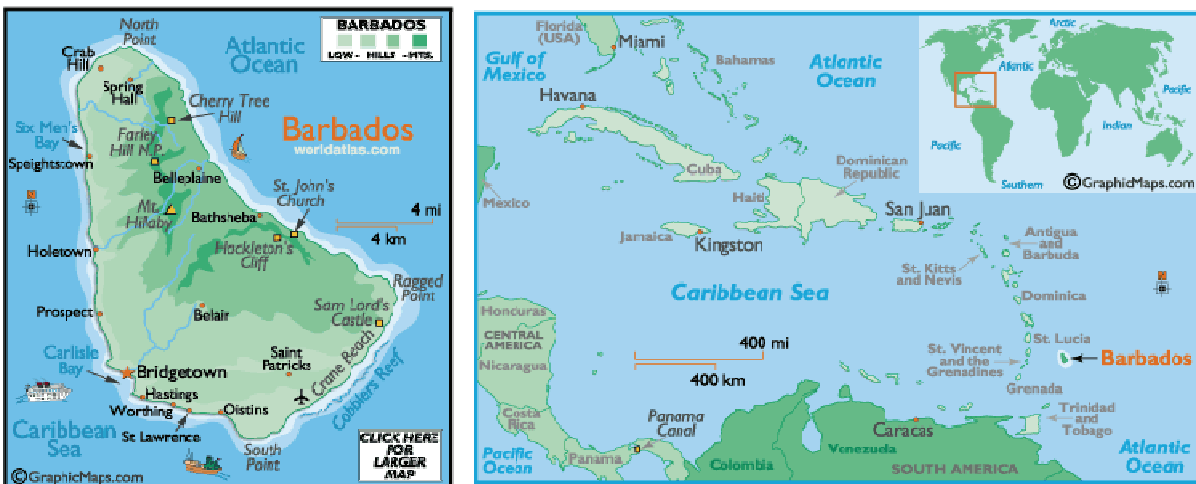 North
Point
BARBADOS
LOW - HILLS -MTS.
Atlantic
Ocean
Crab
Hill
Spring
Hall
Cherry Tree
Hill
Six Men's
Bay
Farley
Hill N.P.
Barbados
worldatlas.com
Speightstown
Belleplaine
St. John's
Church
Mt.
Hillaby
Bathsheba
4 mi
4 km
Hackleton's
Cliff
Holetown
Ragged
Point
Sam Lord's
Castle
Prospect
Belair
Carlisle
Bay
Saint
Patricks
Crane Beach
Cobblers Reef
Bridgetown
Hastings
Worthing
Oistins
St Lawrence
Caribbean
Sea
South
Point
CLICK HERE
FOR
LARGER
MAP
©GraphicMaps.com
Florida
(USA)
Miami
Gulf of
Mexico
Bahamas
Atlantic
Ocean
Havana
Cuba
Dominican
Republic
Mexico
Haiti
San Juan
Jamaica
Kingston
Antigua
and
Barbuda
St. Kitts
and Nevis
Caribbean Sea
Dominica
Honduras
CENTRAL
AMERICA
Nicaragua
400 mi
400 km
St. Lucia
St. Vincent
and the
Grenadines
Barbados
Grenada
Costa
Rica
Panama
Canal
Caracas
Trinidad
and
Tobago
Pacific
Ocean
Panama
Colombia
Venezuela
SOUTH AMERICA
Atlantic
Ocean
Arctic
Atlantic
Pacific
Indian
Pacific
Southern
©GraphicMaps.com